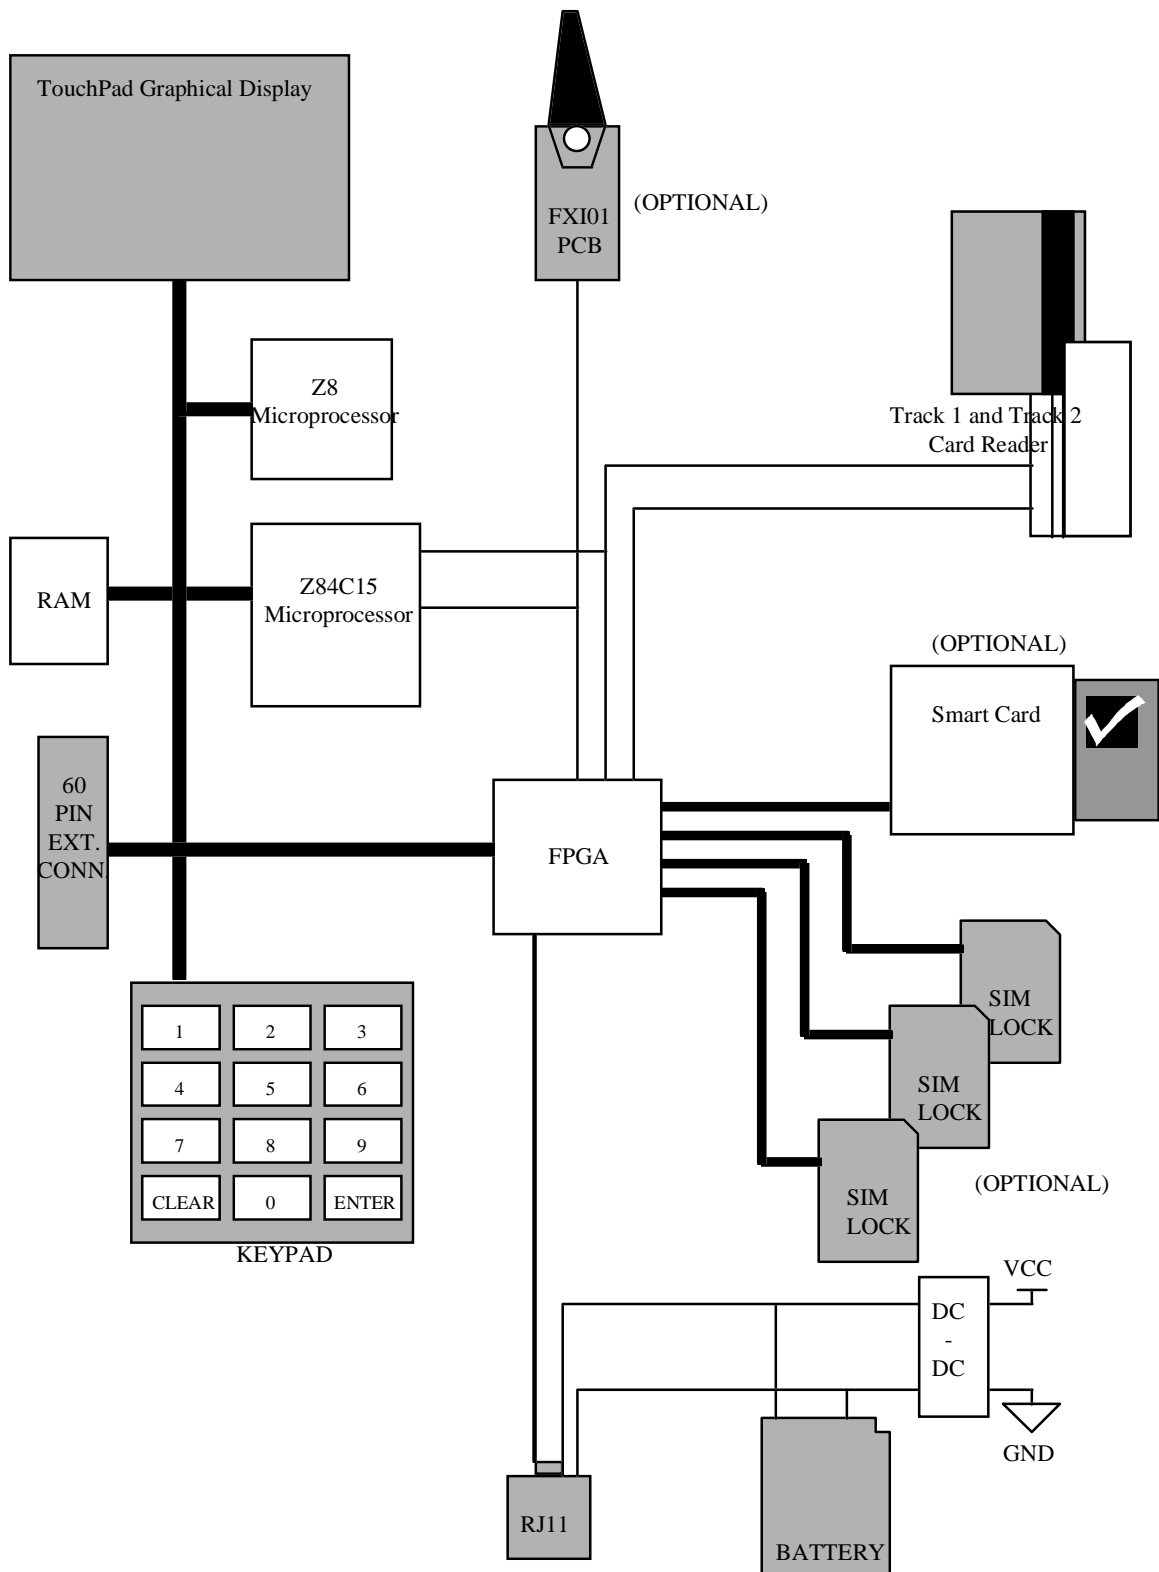 TouchPad Graphical Display
(OPTIONAL)
FXI01
PCB
Z8
Microprocessor
Track 1 and Track 2
Card Reader
RAM
Z84C15
Microprocessor
(OPTIONAL)
Smart Card
60
PIN
EXT.
CONN.
FPGA
SIM
LOCK
SIM
LOCK
SIM
LOCK
(OPTIONAL)
1 2 3
4 5 6
7 8 9
CLEAR 0 ENTER
KEYPAD
VCC
DC
-
DC
GND
RJ11
BATTERY